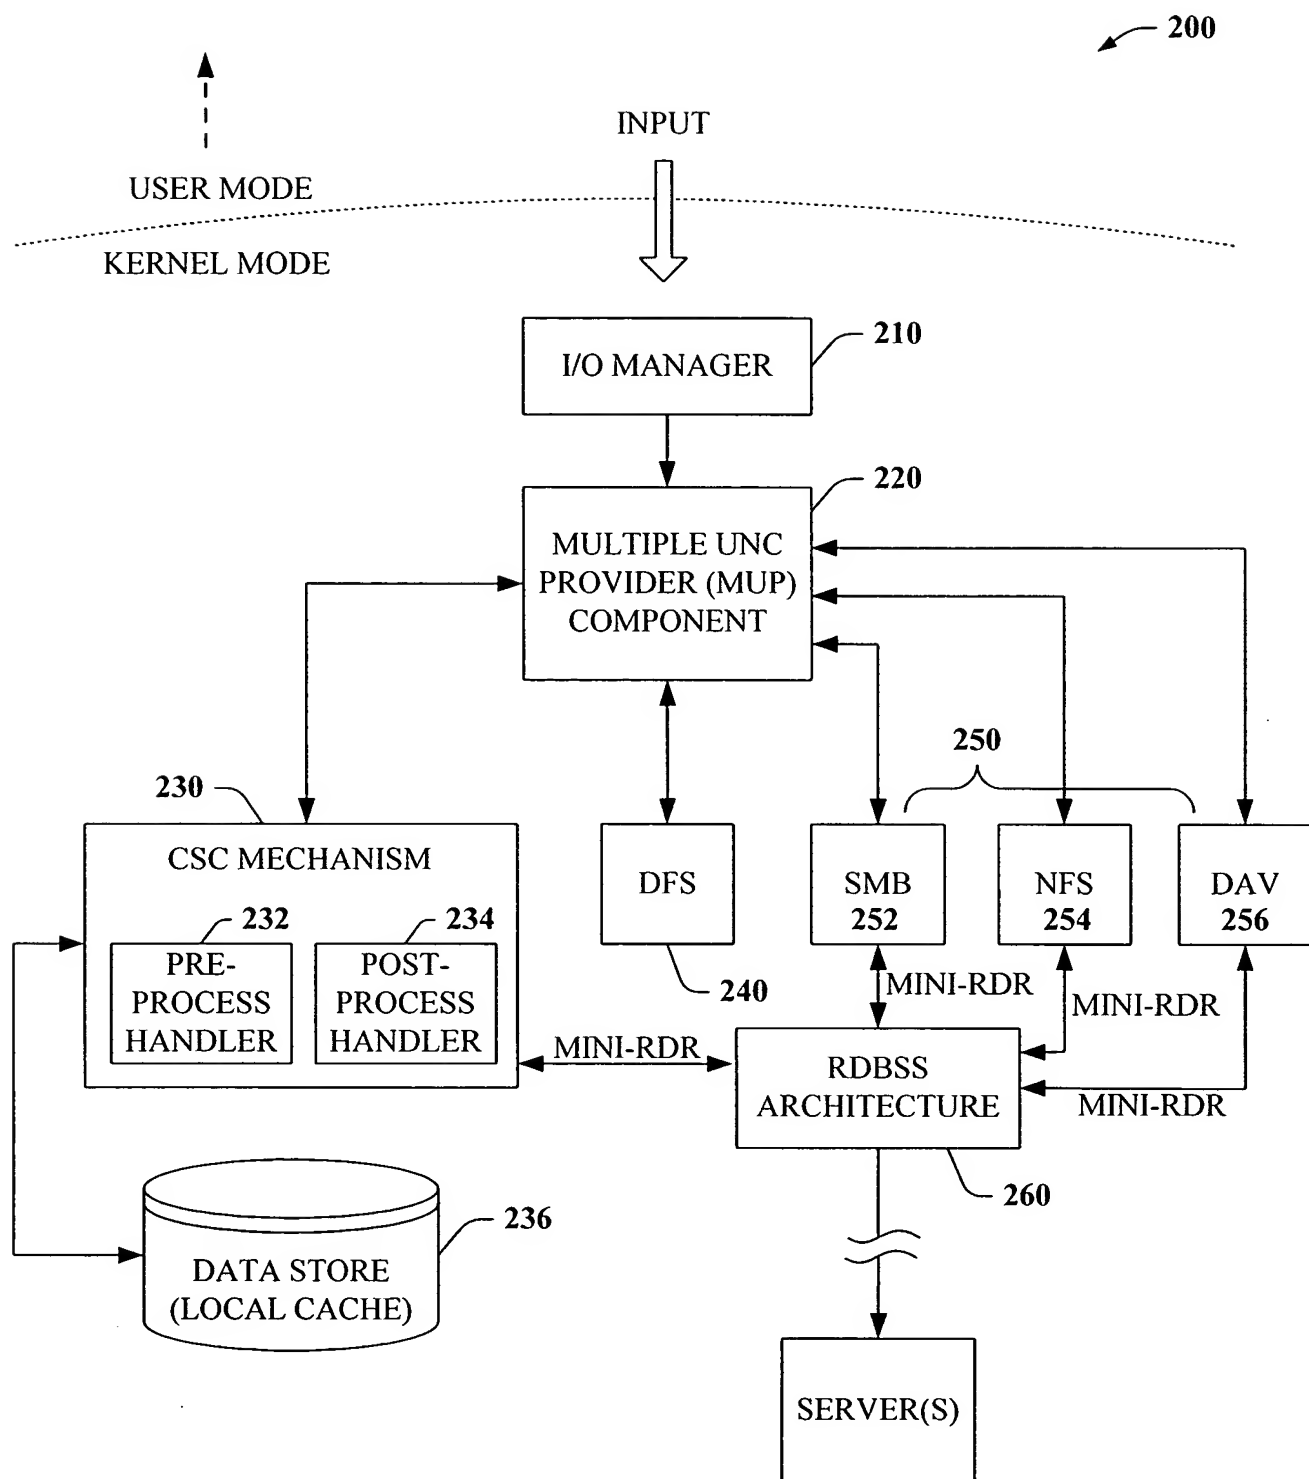 200
INPUT
USER MODE
KERNEL MODE
I/O MANAGER
210
220
MULTIPLE UNC
PROVIDER (MUP)
COMPONENT
250
230
CSC MECHANISM
232
234
PRE-
PROCESS
HANDLER
POST-
PROCESS
HANDLER
DFS
240
SMB
252
NFS
254
DAV
256
MINI-RDR
MINI-RDR
MINI-RDR
MINI-RDR
RDBSS
ARCHITECTURE
260
236
DATA STORE
(LOCAL CACHE)
SERVER(S)